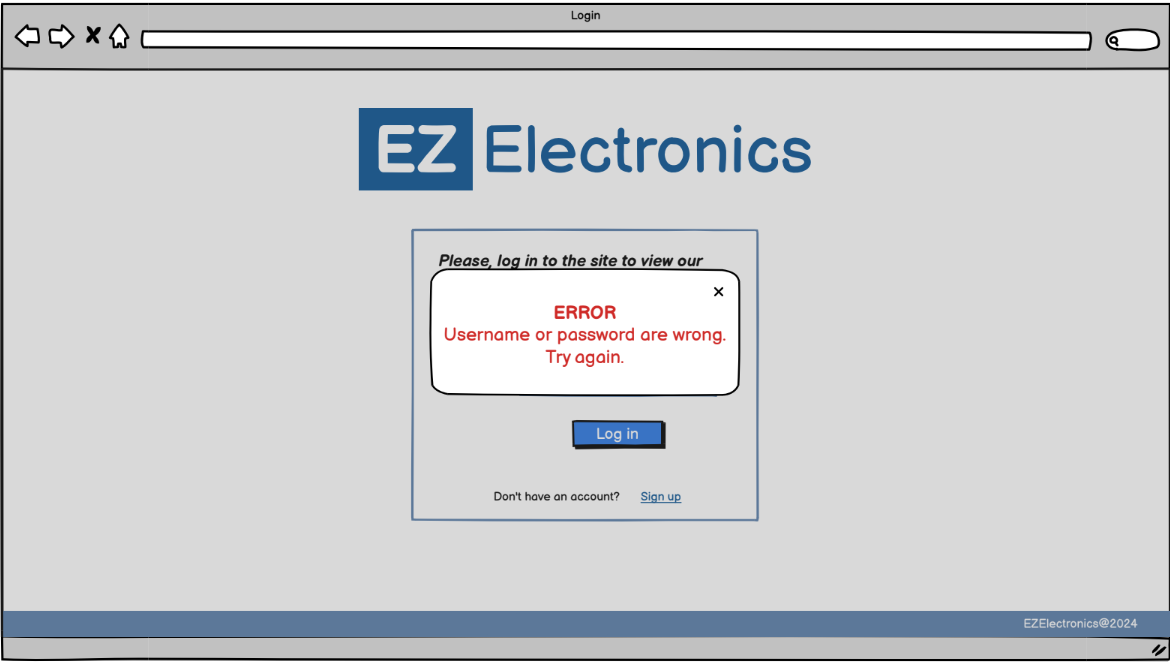 Login
EZ Electronics
Please, log in to the site to view our
ERROR
Username or password are wrong.
Try again.
Log in
Don't have an account? Sign up
EZElectronics@2024